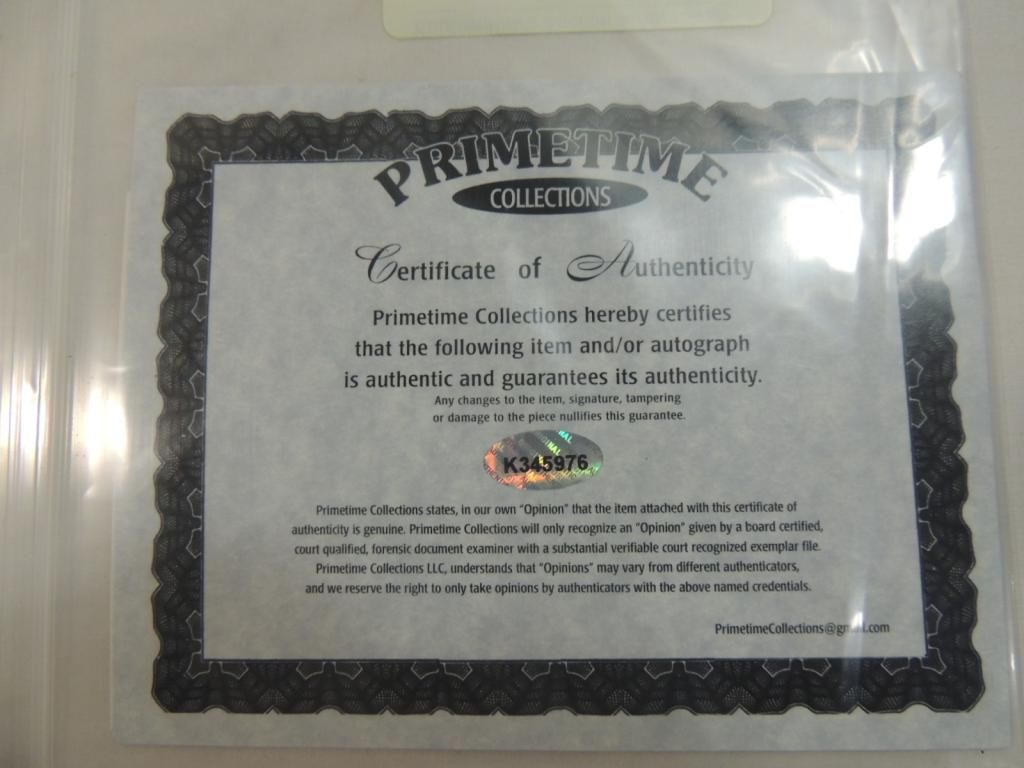 PRIMETIME
COLLECTIONS
Certificate of Authenticity
Primetime Collections hereby certifies
that the following item and/or autograph
is authentic and guarantees its authenticity.
Any changes to the item, signature, tampering
or damage to the piece nullifies this guarantee.
K345976
Primetime Collections states, in our own "Opinion" that the item attached with this certificate of
authenticity is genuine. Primetime Collections will only recognize an "Opinion" given by a board certified,
court qualified, forensic document examiner with a substantial verifiable court recognized exemplar file.
Primetime Collections LLC, understands that "Opinions" may vary from different authenticators,
and we reserve the right to only take opinions by authenticators with the above named credentials.
PrimetimeCollections@gmail.com